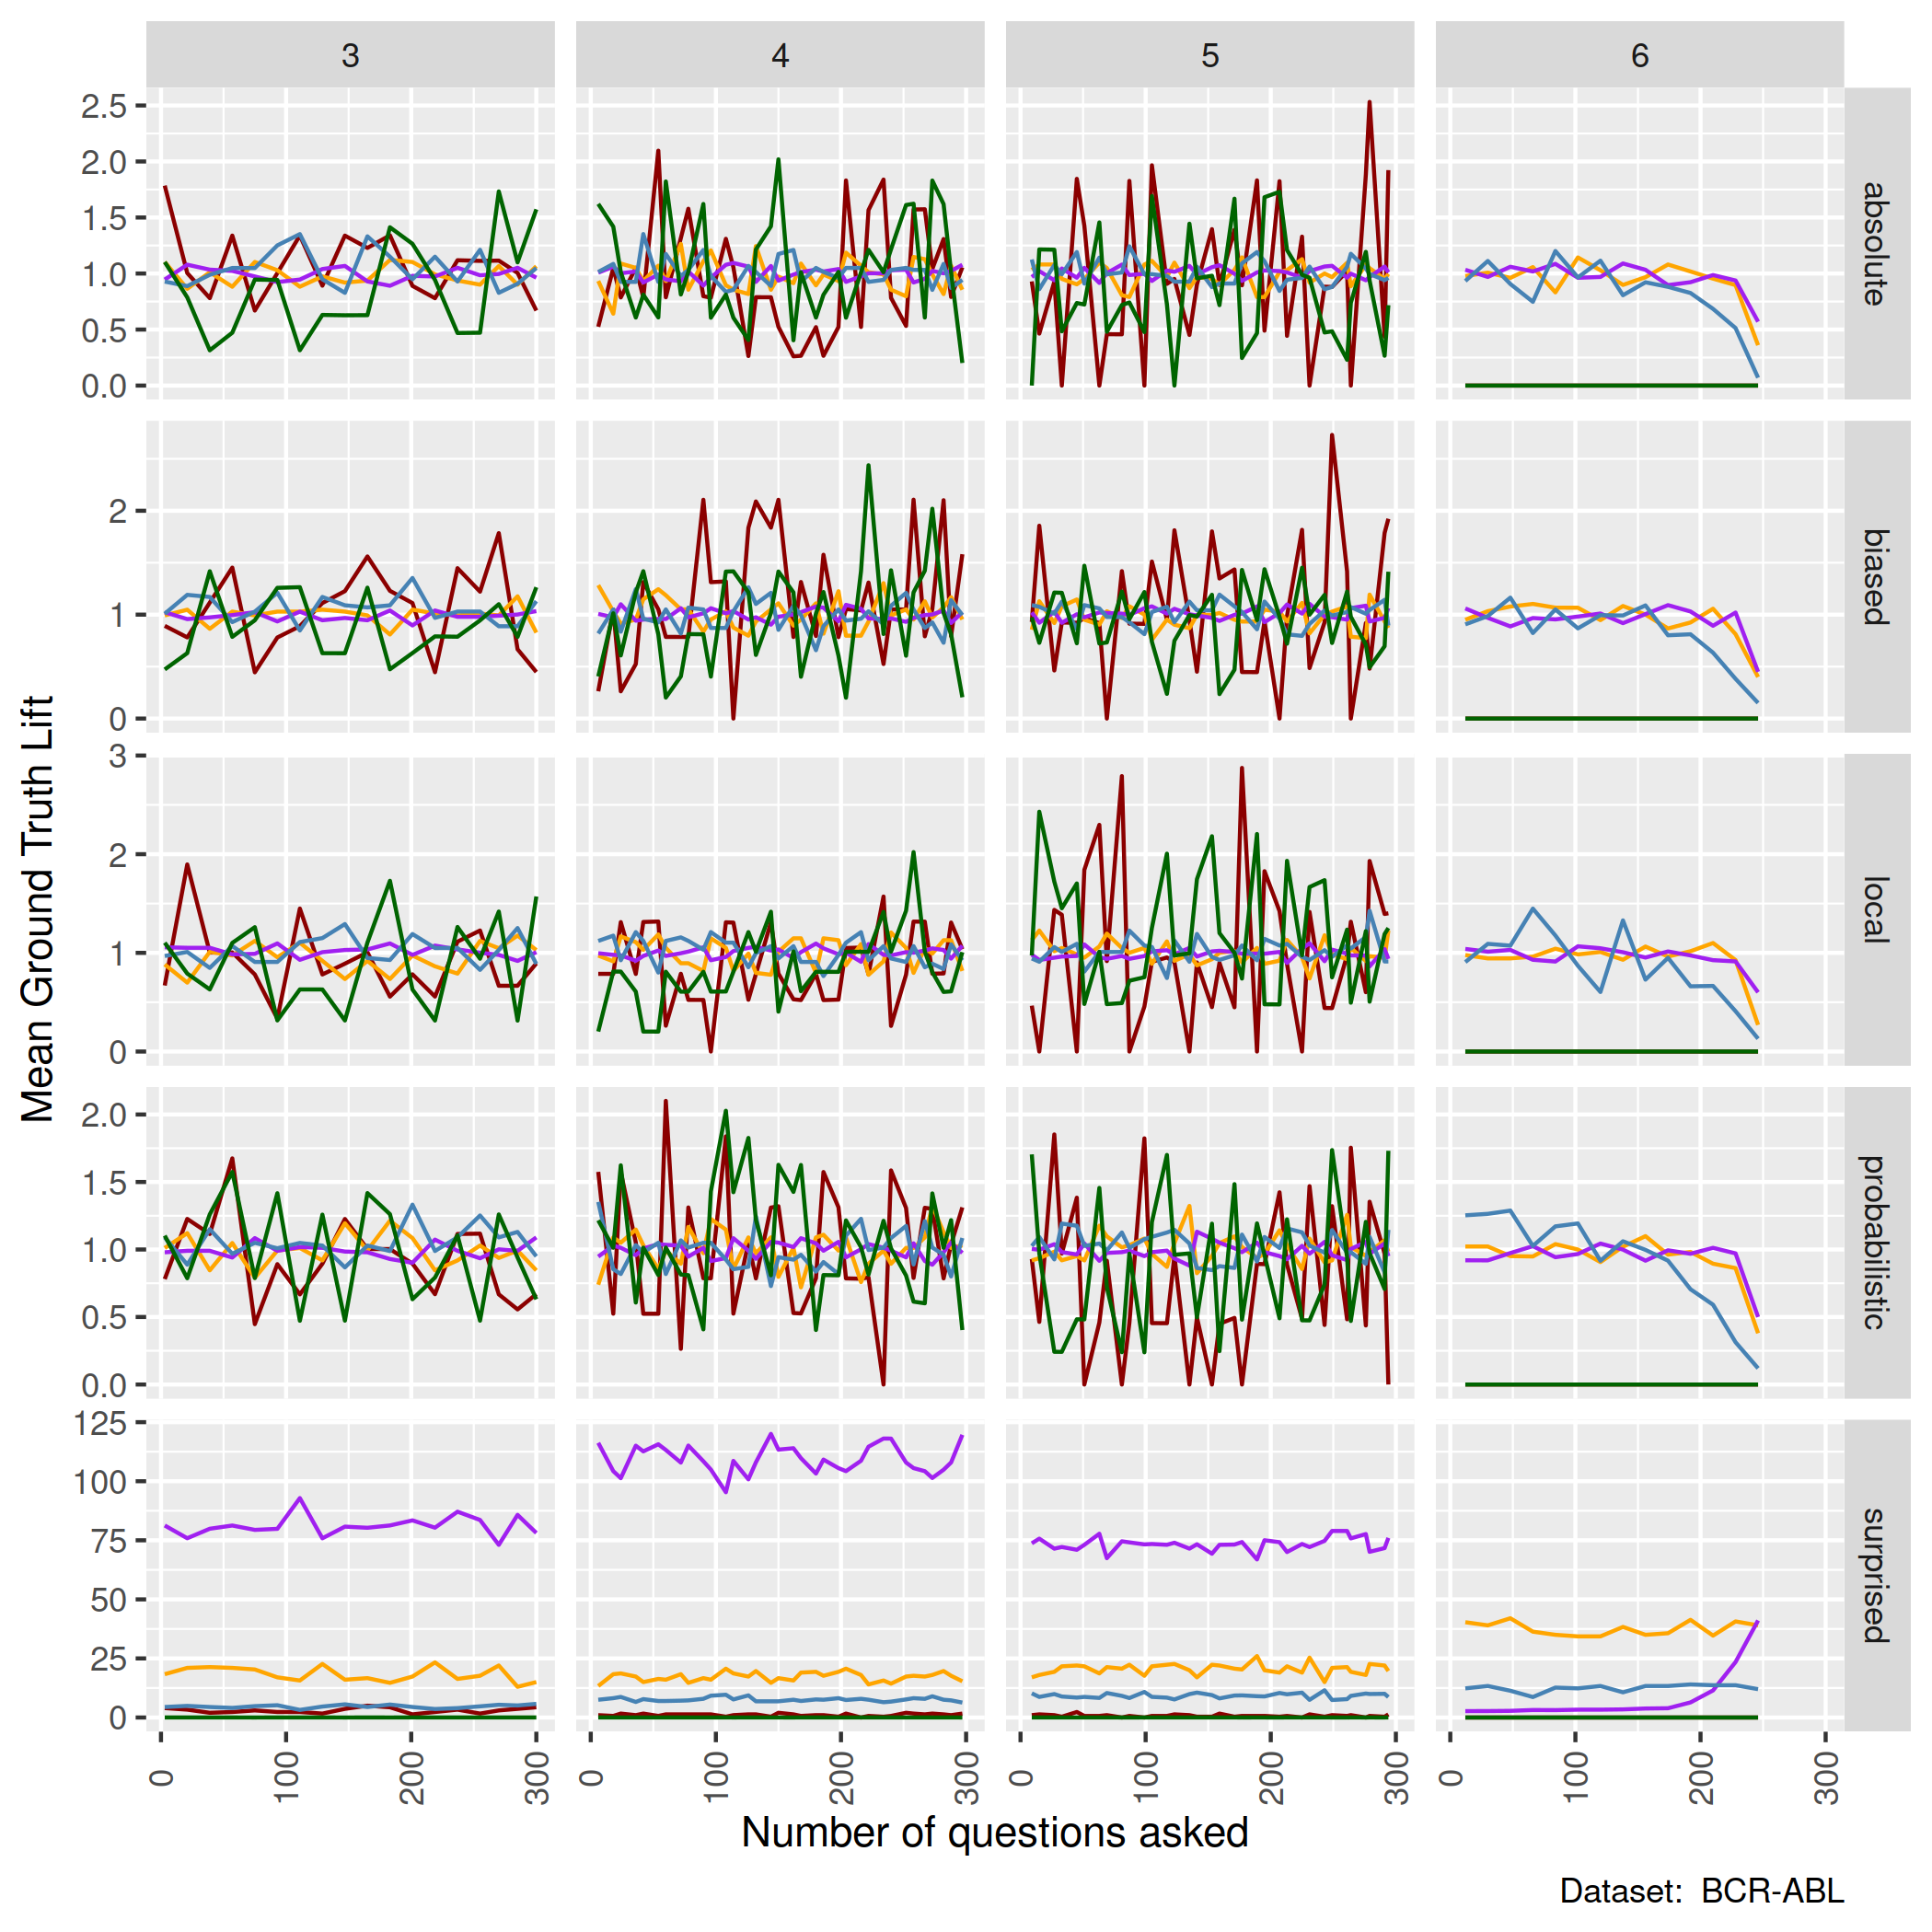 3 4 5 6
2.5
2.0
1.5
1.0
0.5
0.0
absolute
2
1
0
biased
3
2
1
0
local
2.0
1.5
1.0
0.5
0.0
probabilistic
125
100
75
50
25
0
surprised
Mean Ground Truth Lift
0 100 200 300 0 100 200 300 0 100 200 300 0 100 200 300
Number of questions asked
Dataset: BCR-ABL